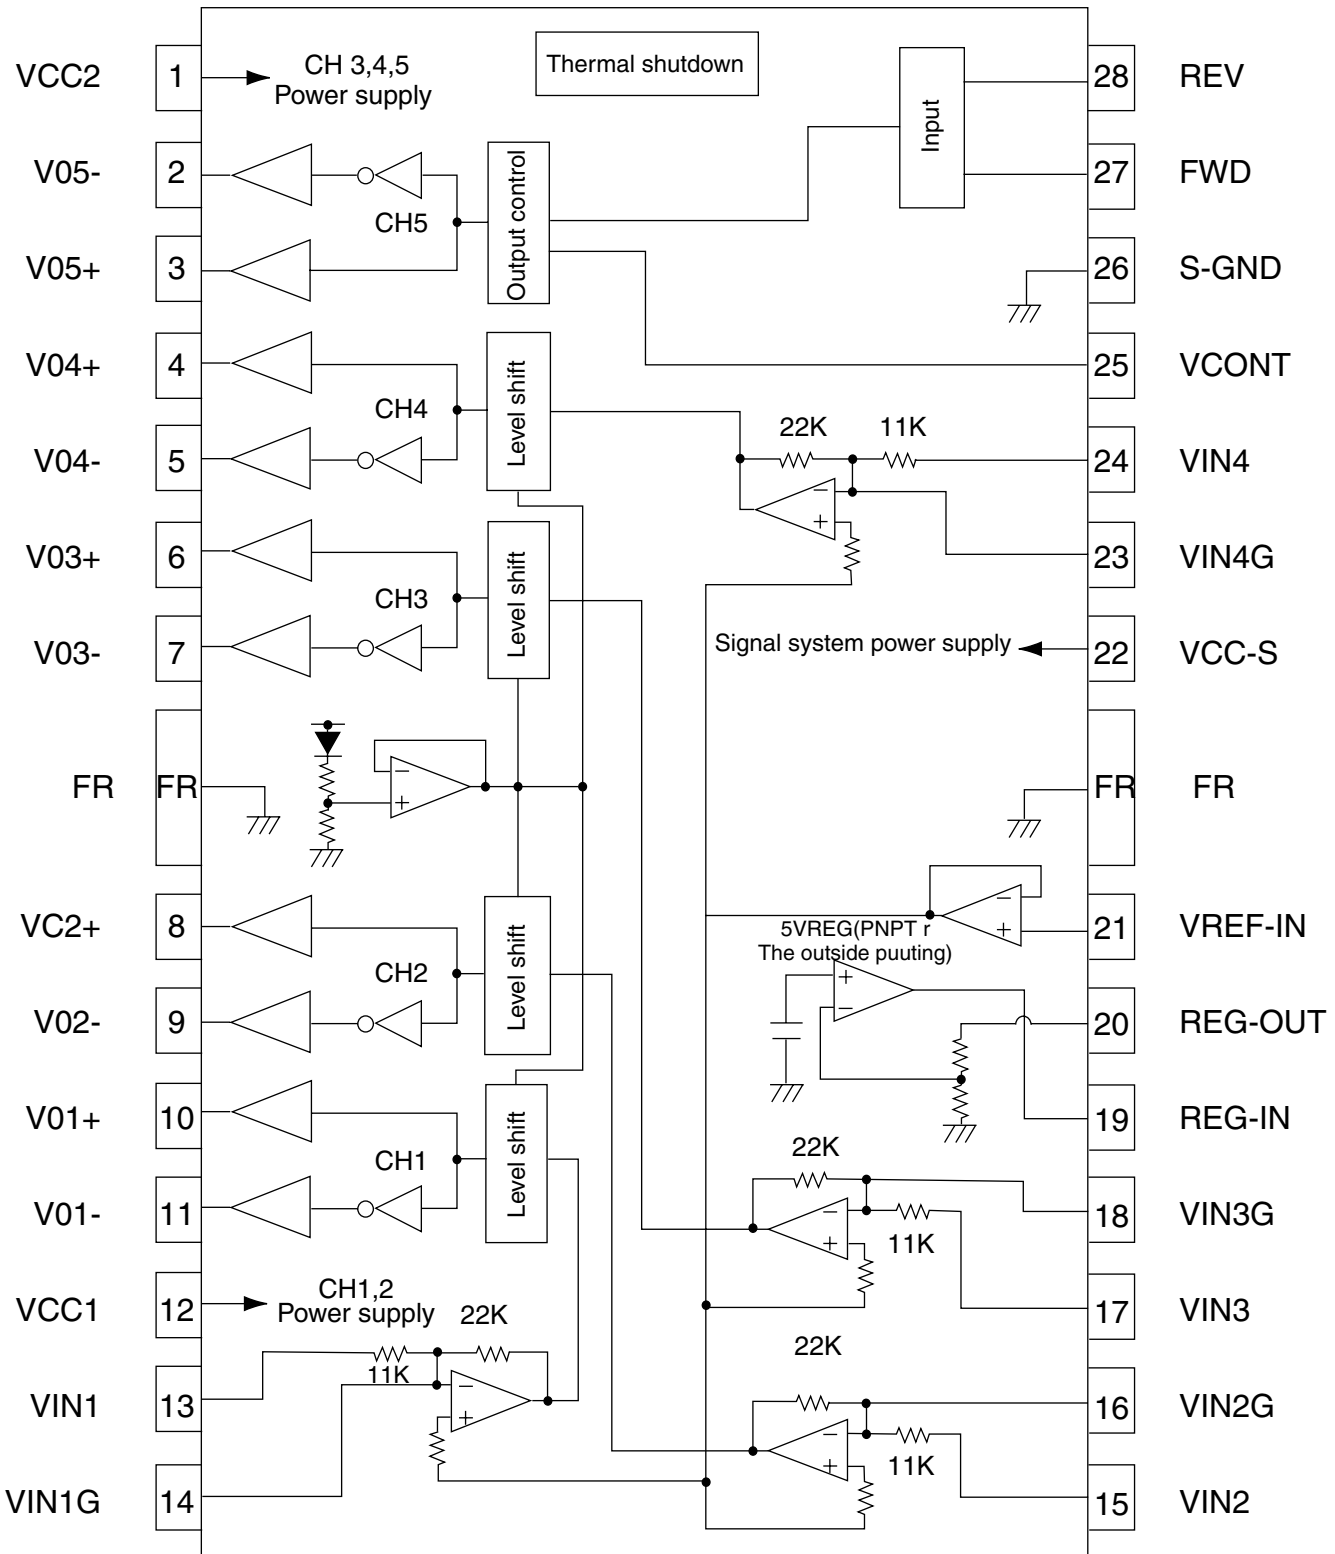 Thermal shutdown
VCC2 1 CH 3,4,5
Power supply
Input
28 REV
V05- 2
CH5
Output control
27 FWD
V05+ 3
26 S-GND
V04+ 4
CH4
Level shift
25 VCONT
22K 11K
V04- 5
24 VIN4
−
+
V03+ 6
CH3
Level shift
23 VIN4G
V03- 7
Signal system power supply
22 VCC-S
FR FR
−
+
FR FR
VC2+ 8
CH2
Level shift
−
+
21 VREF-IN
5VREG(PNPT r
The outside puuting)
+
−
V02- 9
20 REG-OUT
V01+ 10
CH1
Level shift
19 REG-IN
22K
V01- 11
−
+
11K
18 VIN3G
VCC1 12 CH1,2
Power supply
22K
17 VIN3
22K
11K
VIN1 13
−
+
16 VIN2G
−
+
11K
VIN1G 14
15 VIN2